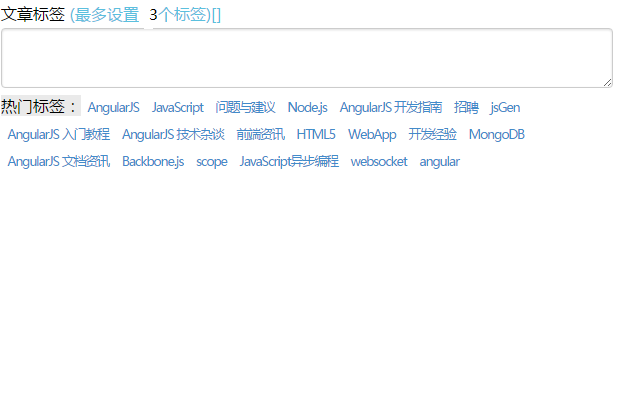 文章标签 (最多设置 3个标签)[]
热门标签： AngularJS JavaScript 问题与建议 Node.js AngularJS 开发指南 招聘 jsGen
AngularJS 入门教程 AngularJS 技术杂谈 前端资讯 HTML5 WebApp 开发经验 MongoDB
AngularJS 文档资讯 Backbone.js scope JavaScript异步编程 websocket angular